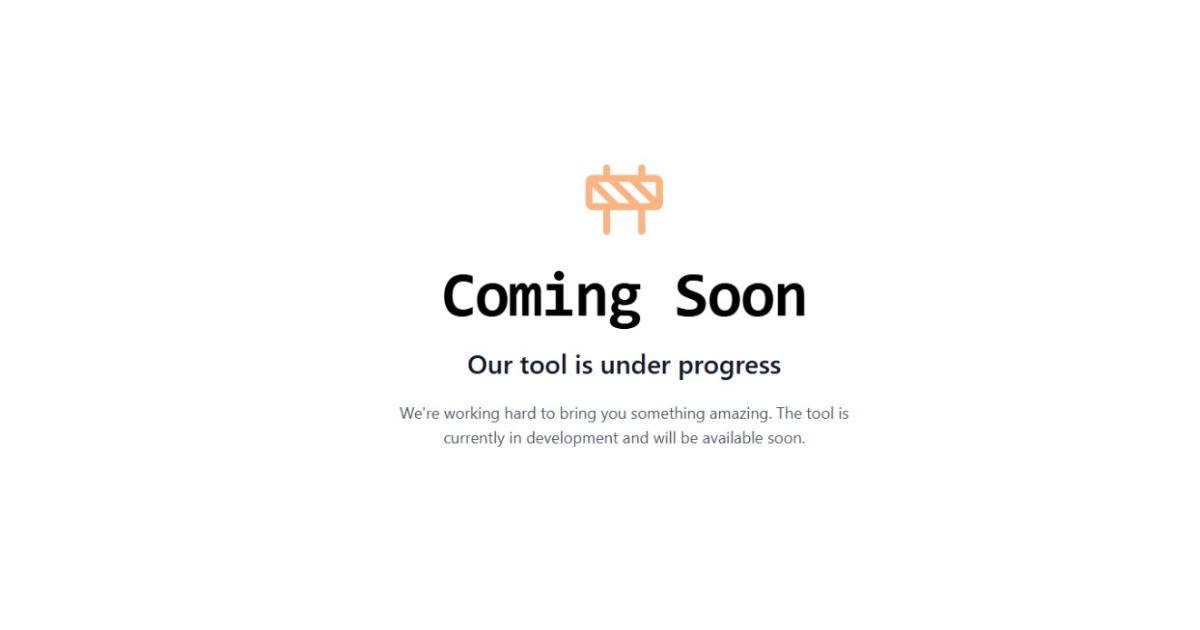 Coming Soon
Our tool is under progress
We're working hard to bring you something amazing. The tool is
currently in development and will be available soon.